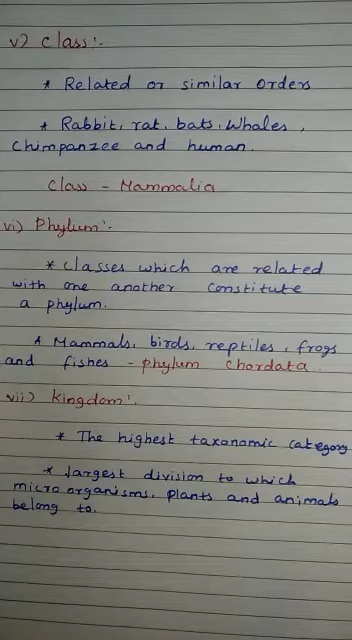 v) Class:-
* Related or similar orders
* Rabbit, rat, bats, Whales,
Chimpanzee and human.
Class - Mammalia
vi) Phylum:-
* Classes which are related
with one another constitute
a phylum.
* Mammals, birds, reptiles, frogs
and fishes - phylum chordata.
vii) kingdom:.
* The highest taxanomic category
* largest division to which
micro organisms, plants and animals
belong to.